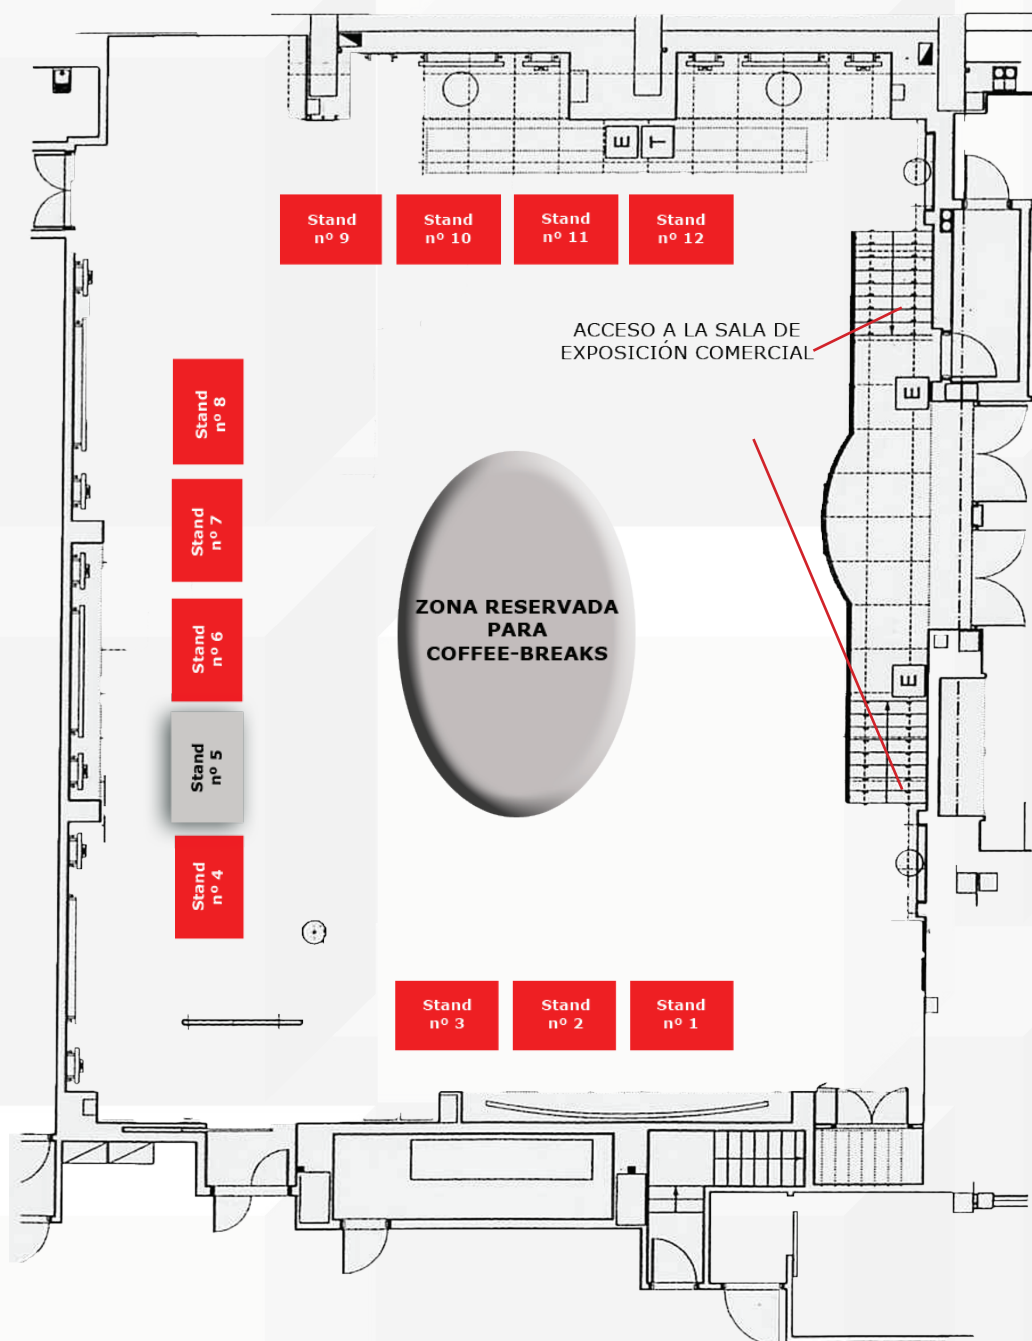 E
T
Stand
nº 9
Stand
nº 10
Stand
nº 11
Stand
nº 12
ACCESO A LA SALA DE
EXPOSICIÓN COMERCIAL
E
Stand
nº 8
Stand
nº 7
Stand
nº 6
Stand
nº 5
Stand
nº 4
ZONA RESERVADA
PARA
COFFEE-BREAKS
E
Stand
nº 3
Stand
nº 2
Stand
nº 1